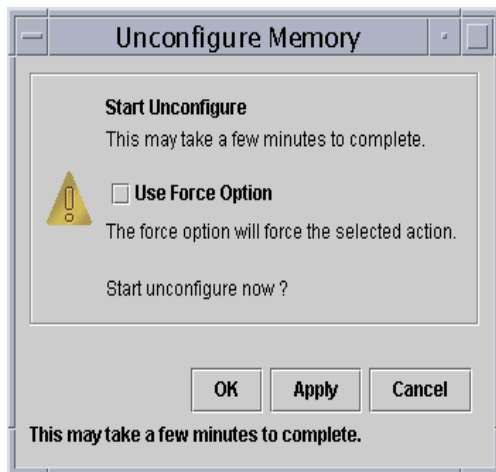 Unconfigure Memory
Start Unconfigure
This may take a few minutes to complete.
Use Force Option
The force option will force the selected action.
Start unconfigure now ?
OK Apply Cancel
This may take a few minutes to complete.